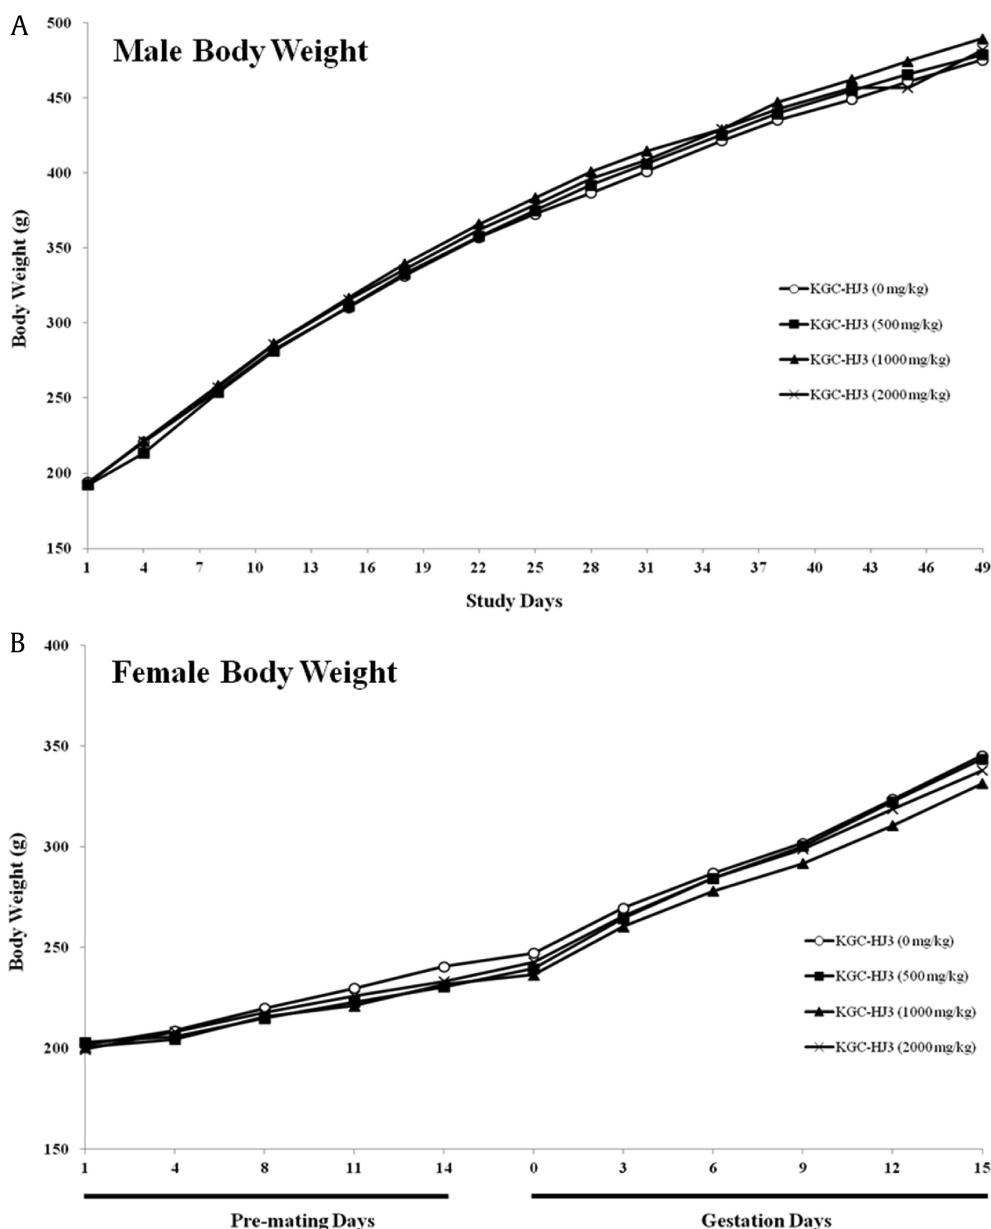 A
Male Body Weight
500
450
400
350
300
250
200
150
Body Weight (g)
KGC-HJ3 (0 mg/kg)
KGC-HJ3 (500 mg/kg)
KGC-HJ3 (1000 mg/kg)
KGC-HJ3 (2000 mg/kg)
1 4 7 10 13 16 19 22 25 28 31 34 37 40 43 46 49
Study Days
B
Female Body Weight
400
350
300
250
200
150
Body Weight (g)
KGC-HJ3 (0 mg/kg)
KGC-HJ3 (500 mg/kg)
KGC-HJ3 (1000 mg/kg)
KGC-HJ3 (2000 mg/kg)
1 4 8 11 14 0 3 6 9 12 15
Pre-mating Days Gestation Days